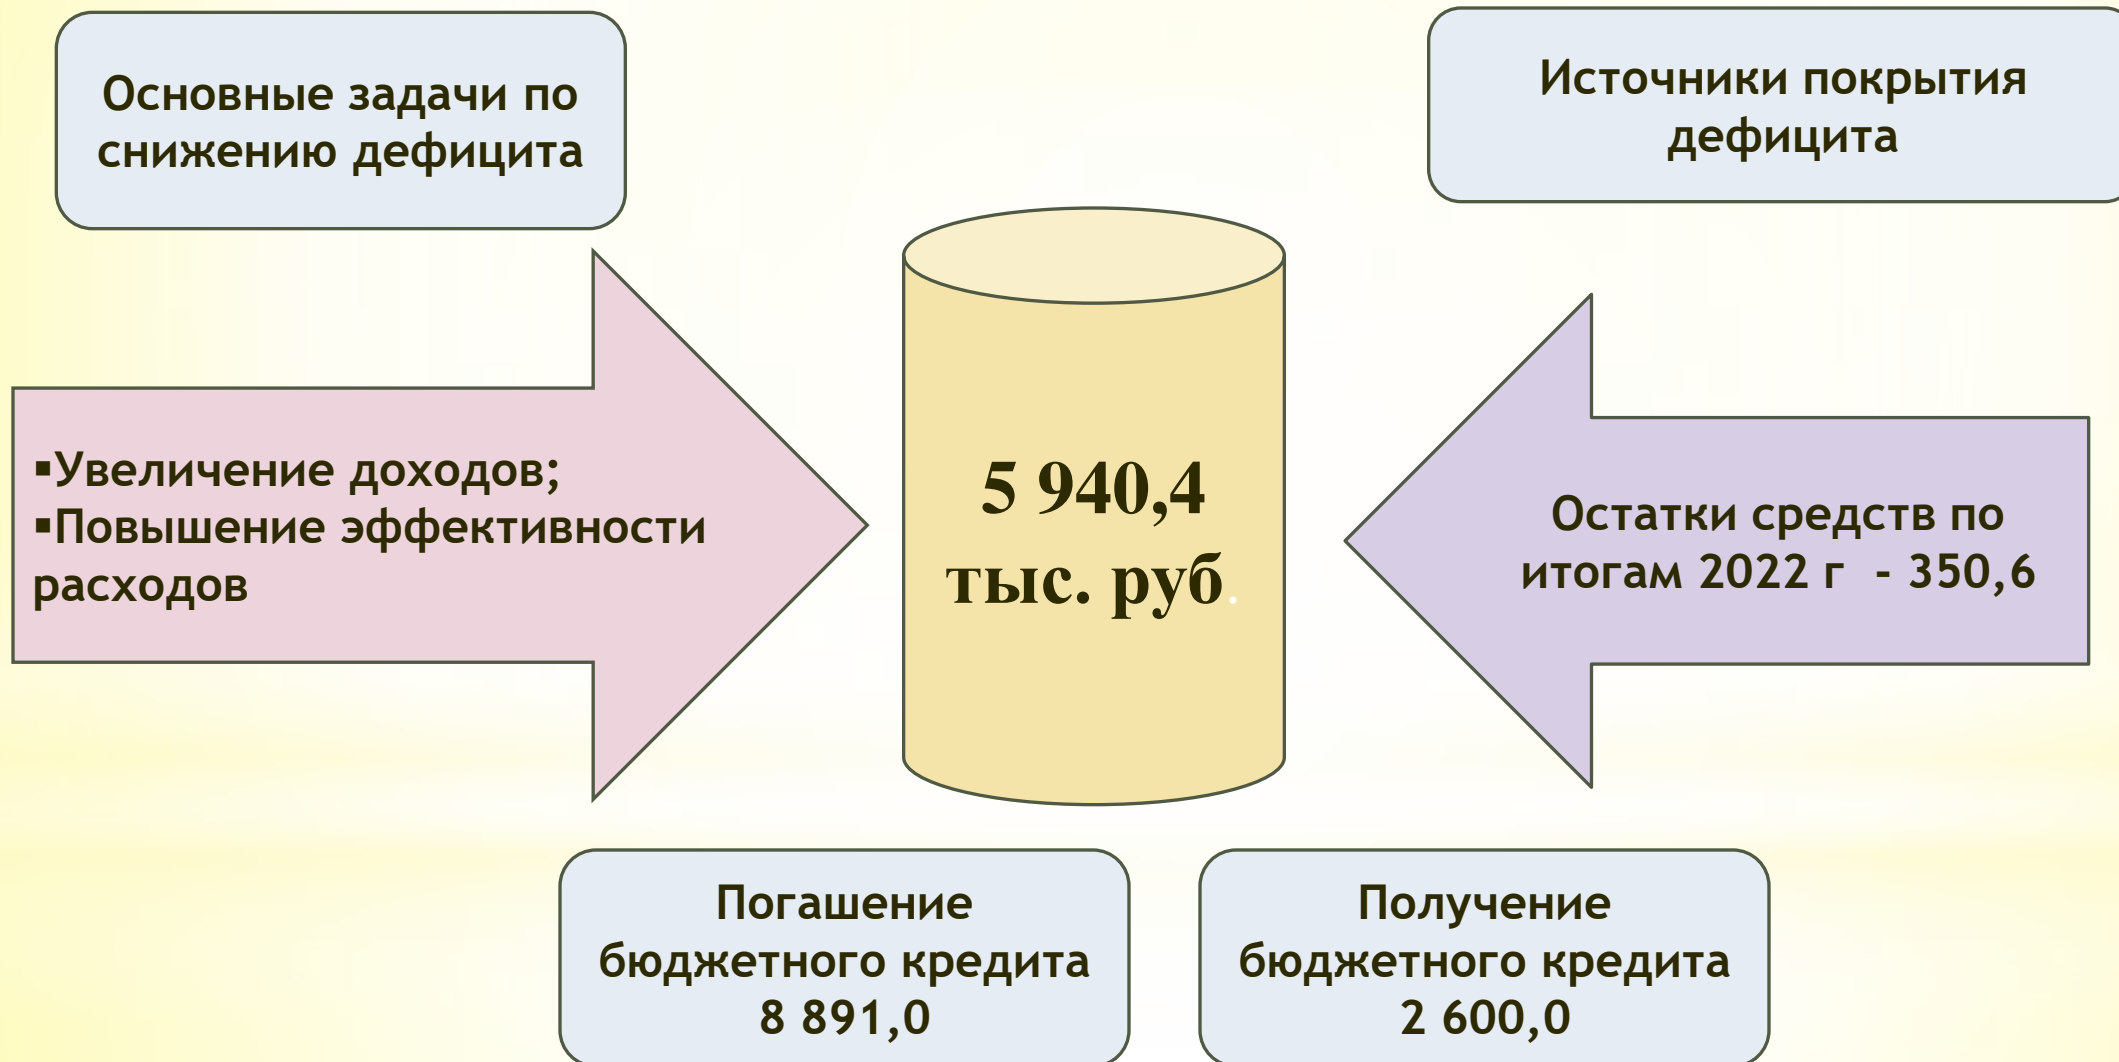 Основные задачи по
снижению дефицита
Источники покрытия
дефицита
▪Увеличение доходов;
▪Повышение эффективности
расходов
5 940,4
тыс. руб.
Остатки средств по
итогам 2022 г  - 350,6
Погашение
бюджетного кредита
8 891,0
Получение
бюджетного кредита
2 600,0